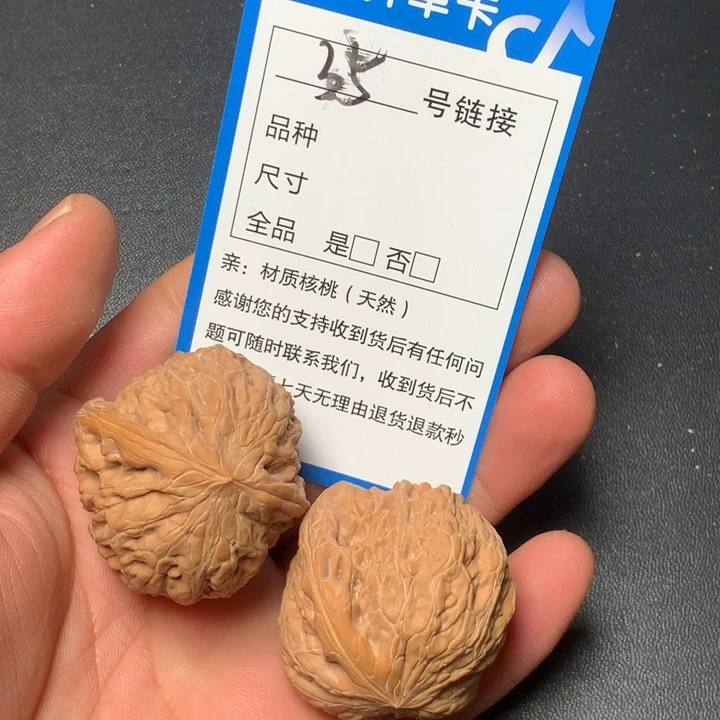 号链接
品种
尺寸
全品 是□ 否□
亲：材质核桃（天然）
感谢您的支持收到货后有任何问
题可随时联系我们，收到货后不
七天无理由退货退款秒